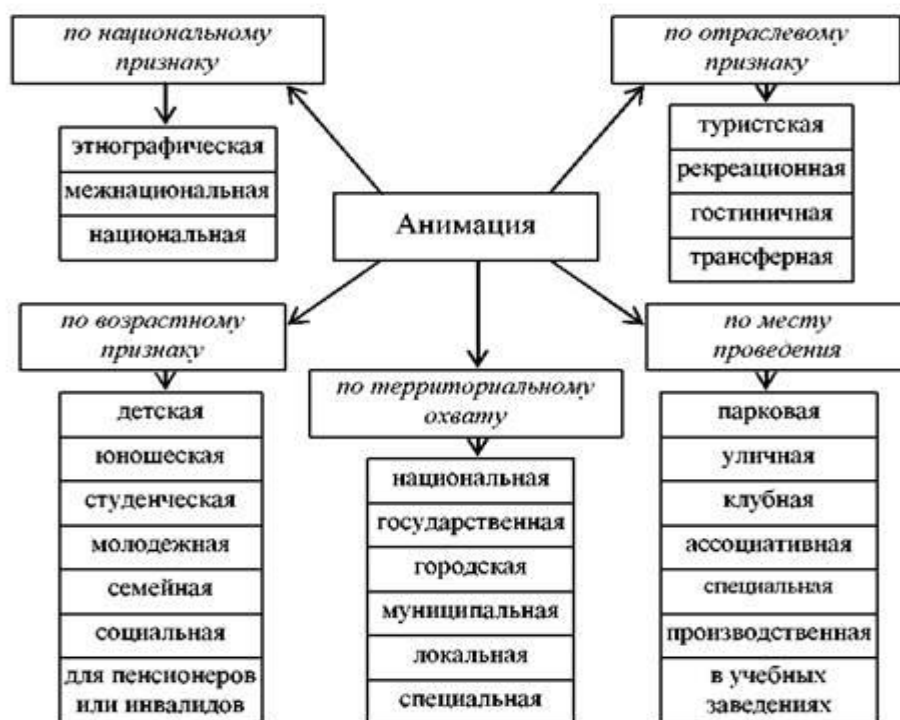 по национальному
признаку
этнографическая
межнациональная
национальная
по отраслевому
признаку
туристская
рекреационная
гостиничная
трансферная
Анимация
по возрастному
признаку
детская
юношеская
студенческая
молодежная
семейная
социальная
для пенсионеров
или инвалидов
по территориальному
охвату
национальная
государственная
городская
муниципальная
локальная
специальная
по месту
проведения
парковая
уличная
клубная
ассоциативная
специальная
производственная
в учебных
заведениях